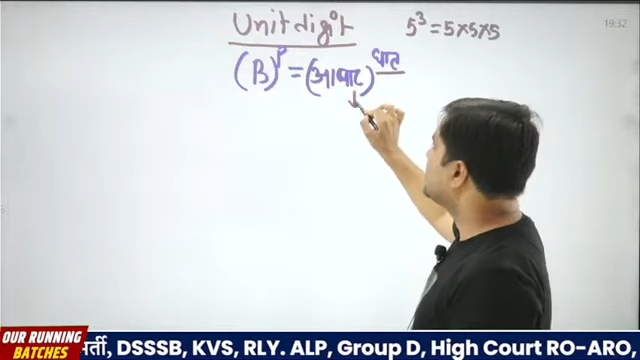 Unit digit
5³ = 5×5×5
19:32
(B)ᴾ = (आधार)^घात
OUR RUNNING BATCHES
र्ती, DSSSB, KVS, RLY. ALP, Group D, High Court RO-ARO,